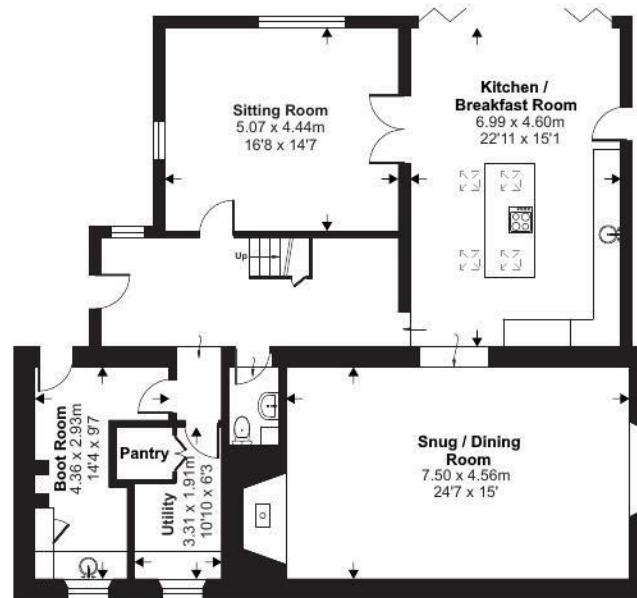 Sitting Room
5.07 x 4.44m
16'8 x 14'7
Kitchen /
Breakfast Room
6.99 x 4.60m
22'11 x 15'1
Up
Boot Room
4.36 x 2.93m
14'4 x 9'7
Pantry
Utility
3.31 x 1.91m
10'10 x 6'3
Snug / Dining
Room
7.50 x 4.56m
24'7 x 15'